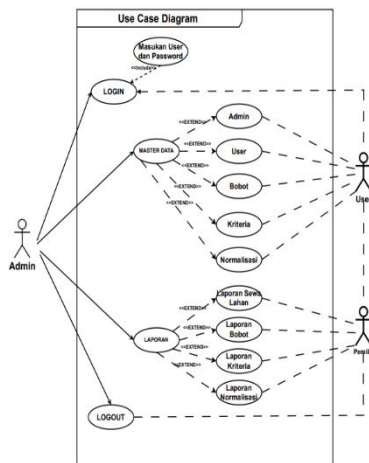 Use Case Diagram
Masukan User
dan Password
<<Include>>
LOGIN
Admin
<<EXTEND>>
User
<<EXTEND>>
MASTER DATA
<<EXTEND>>
Bobot
<<EXTEND>>
Kriteria
<<EXTEND>>
Normalisasi
Admin
Laporan Sewa
Lahan
<<EXTEND>>
Laporan
Bobot
<<EXTEND>>
LAPORAN
<<EXTEND>>
Laporan
Kriteria
<<EXTEND>>
Laporan
Normalisasi
LOGOUT